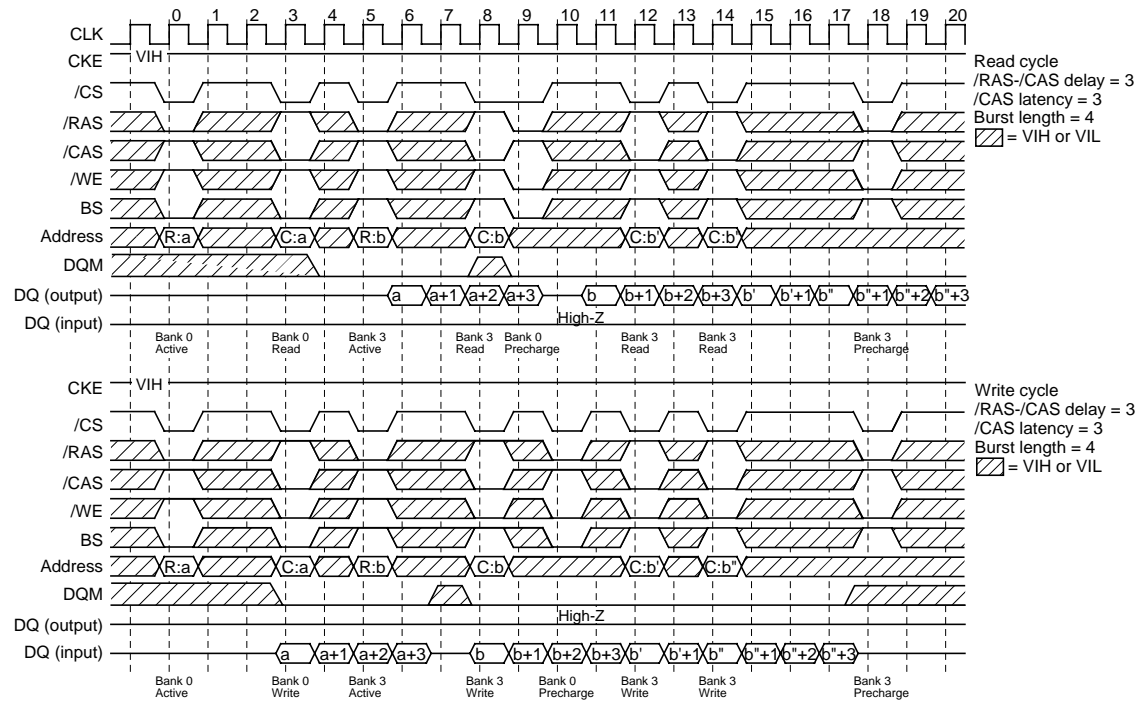 0 1 2 3 4 5 6 7 8 9 10 11 12 13 14 15 16 17 18 19 20
CLK
CKE VIH
/CS
/RAS
/CAS
/WE
BS
Address R:a C:a R:b C:b C:b' C:b"
DQM
DQ (output) a a+1 a+2 a+3 b b+1 b+2 b+3 b' b'+1 b" b"+1 b"+2 b"+3
DQ (input) High-Z
Bank 0 Active
Bank 0 Read
Bank 3 Active
Bank 3 Read
Bank 0 Precharge
Bank 3 Read
Bank 3 Read
Bank 3 Precharge
Read cycle
/RAS-/CAS delay = 3
/CAS latency = 3
Burst length = 4
= VIH or VIL
CKE VIH
/CS
/RAS
/CAS
/WE
BS
Address R:a C:a R:b C:b C:b' C:b"
DQM
DQ (output) High-Z
DQ (input) a a+1 a+2 a+3 b b+1 b+2 b+3 b' b'+1 b" b"+1 b"+2 b"+3
Bank 0 Active
Bank 0 Write
Bank 3 Active
Bank 3 Write
Bank 0 Precharge
Bank 3 Write
Bank 3 Write
Bank 3 Precharge
Write cycle
/RAS-/CAS delay = 3
/CAS latency = 3
Burst length = 4
= VIH or VIL